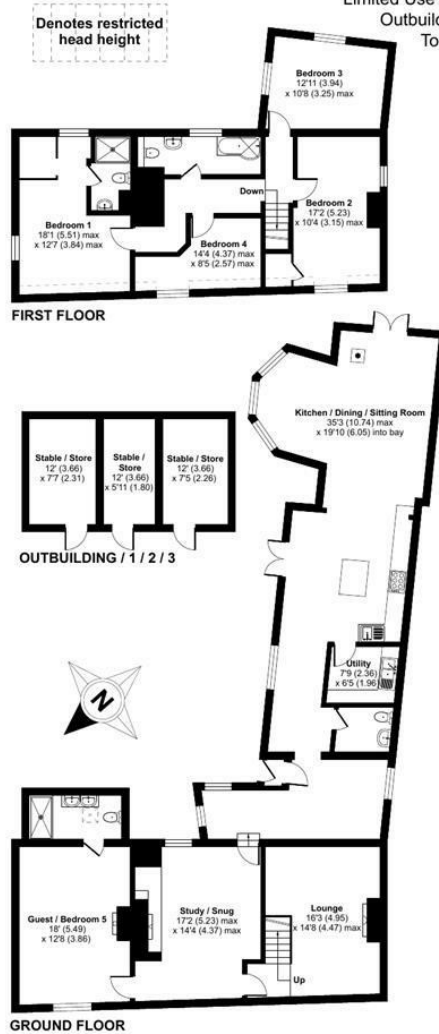 Denotes restricted
head height
Limited Use
Outbuild
To
Bedroom 3
12'11 (3.94)
x 10'8 (3.25) max
Bedroom 1
18'1 (5.51) max
x 12'7 (3.84) max
Down
Bedroom 2
17'2 (5.23)
x 10'4 (3.15) max
Bedroom 4
14'4 (4.37) max
x 8'5 (2.57) max
FIRST FLOOR
Kitchen / Dining / Sitting Room
35'3 (10.74) max
x 19'10 (6.05) into bay
Stable / Store
12' (3.66)
x 7'7 (2.31)
Stable /
Store
12' (3.66)
x 5'11 (1.80)
Stable / Store
12' (3.66)
x 7'5 (2.26)
OUTBUILDING / 1 / 2 / 3
Utility
7'9 (2.36)
x 6'5 (1.96)
N
Guest / Bedroom 5
18' (5.49)
x 12'8 (3.86)
Study / Snug
17'2 (5.23) max
x 14'4 (4.37) max
Lounge
16'3 (4.95)
x 14'8 (4.47) max
Up
GROUND FLOOR